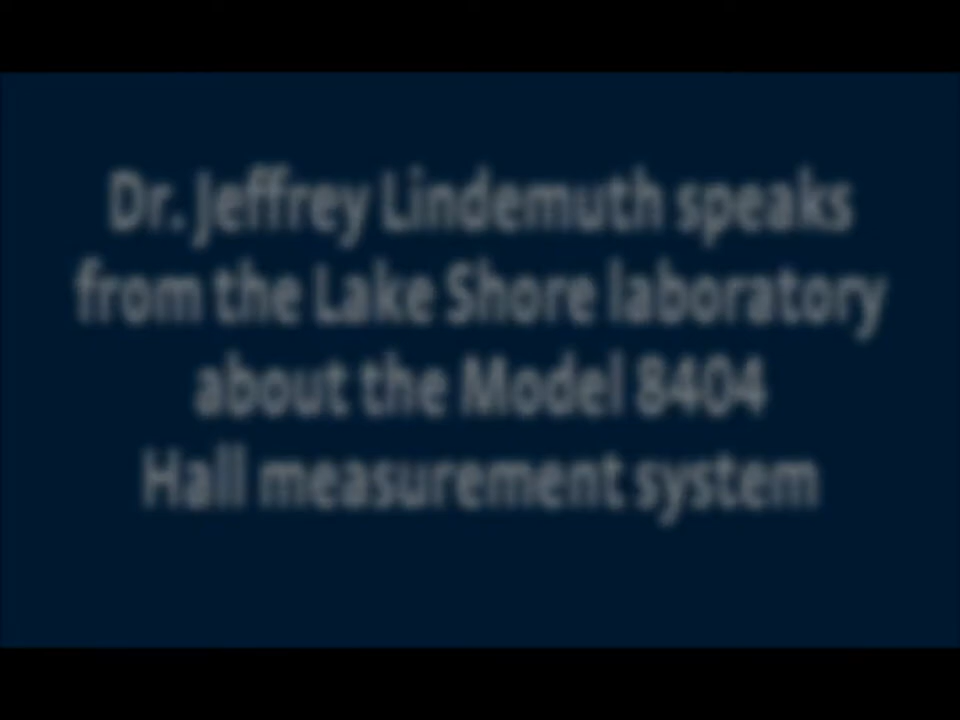 Dr. Jeffrey Lindemuth speaks
from the Lake Shore laboratory
about the Model 8404
Hall measurement system